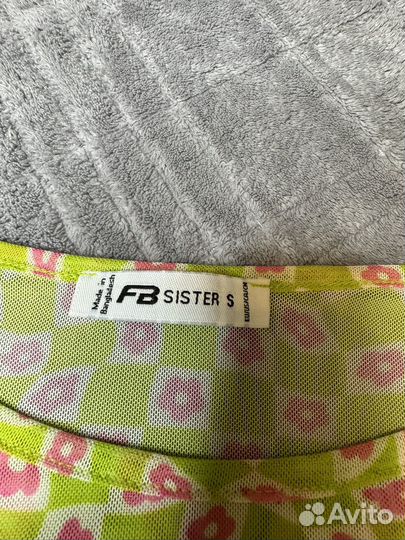 Made in
Bangladesh
FB SISTER S
Avito